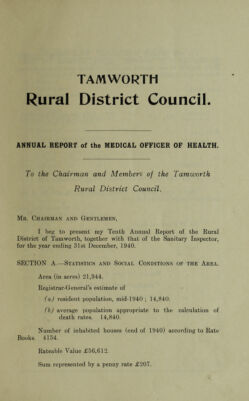 TAMWORTH
Rural District Council.
ANNUAL REPORT of the MEDICAL OFFICER OF HEALTH.
To the Chairman and Members of the Tamworth
Rural District Council.
MR. CHAIRMAN AND GENTLEMEN,
I beg to present my Tenth Annual Report of the Rural
District of Tamworth, together with that of the Sanitary Inspector,
for the year ending 31st December, 1940.
SECTION A.—STATISTICS AND SOCIAL CONDITIONS OF THE AREA.
Area (in acres) 21,344.
Registrar-General's estimate of
(a) resident population, mid-1940 ; 14,840.
(b) average population appropriate to the calculation of
death rates. 14,840.
Number of inhabited houses (end of 1940) according to Rate
Books. 4134.
Rateable Value £56,612.
Sum represented by a penny rate £207.